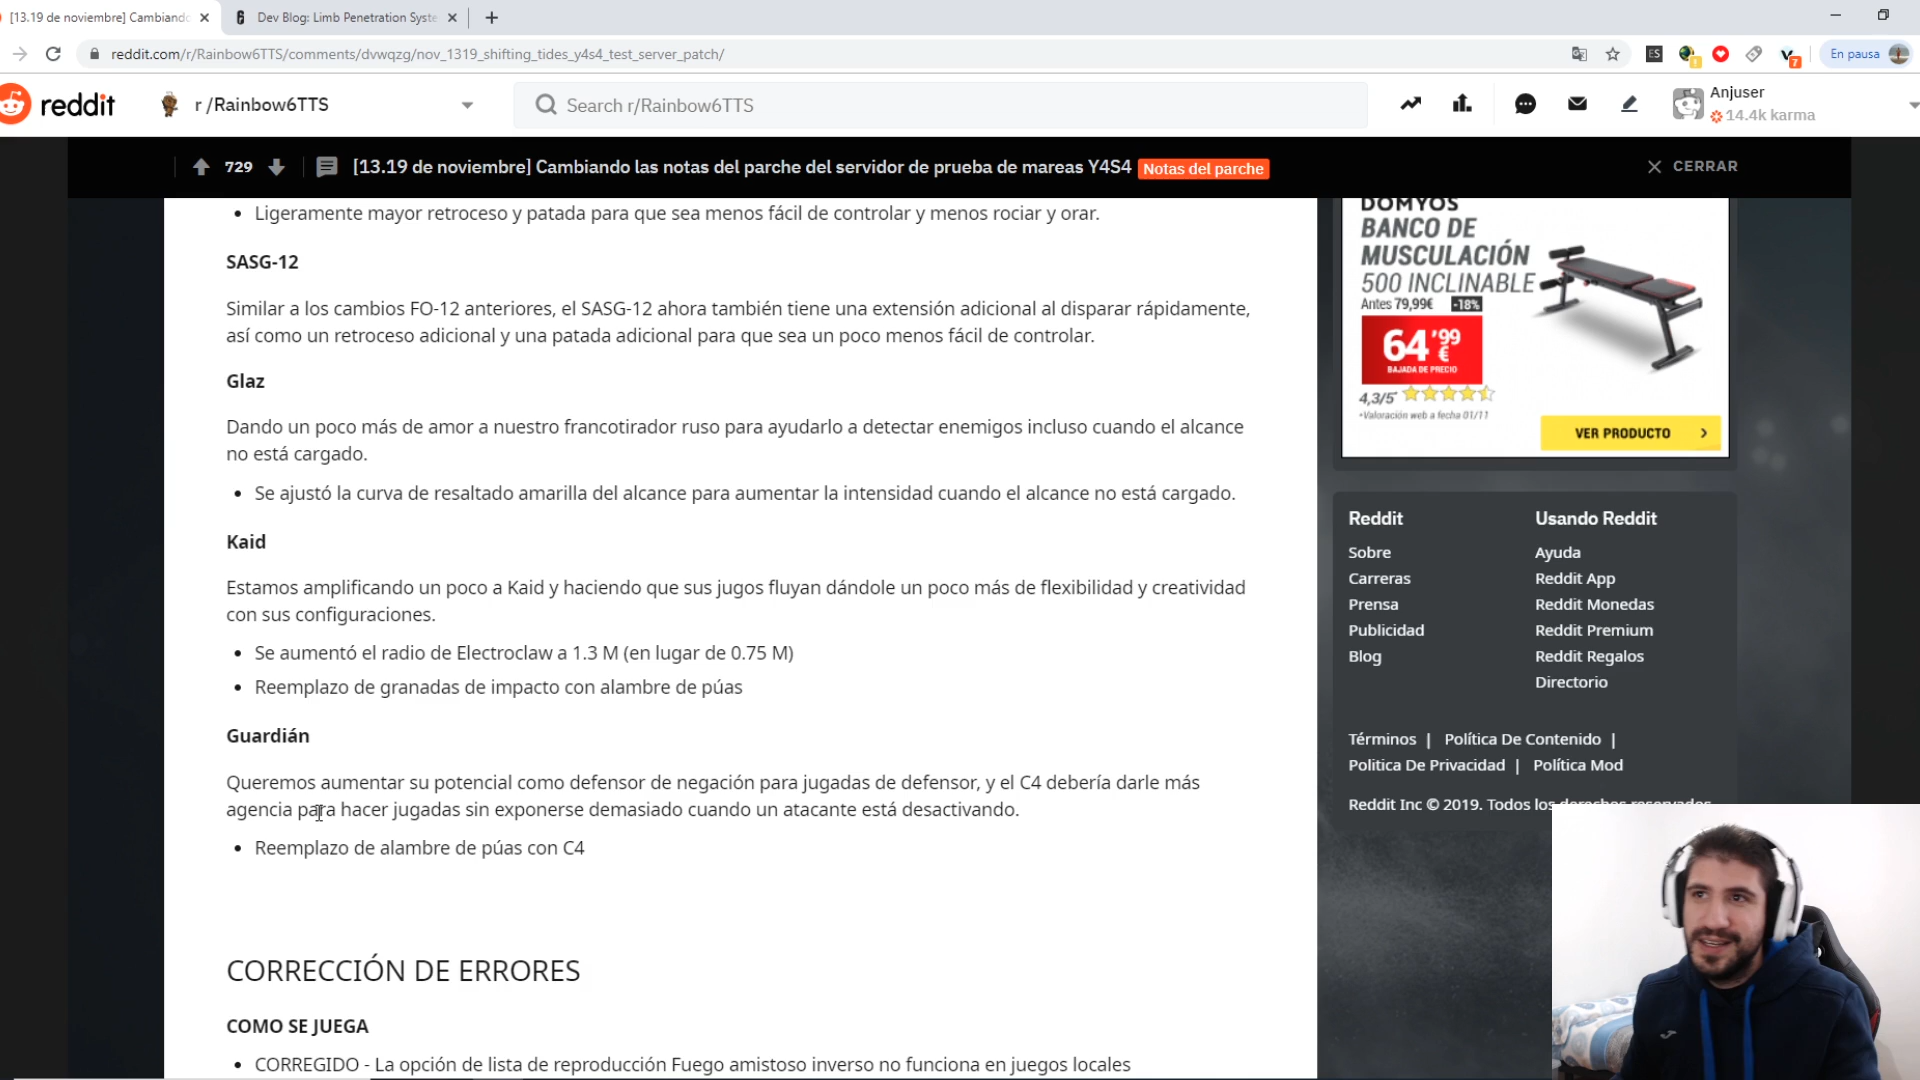 [13.19 de noviembre] Cambiando
Dev Blog: Limb Penetration Syste
reddit.com/r/Rainbow6TTS/comments/dvwqzg/nov_1319_shifting_tides_y4s4_test_server_patch/
ES
7
En pausa
reddit
r /Rainbow6TTS
Search r/Rainbow6TTS
Anjuser
14.4k karma
729
[13.19 de noviembre] Cambiando las notas del parche del servidor de prueba de mareas Y4S4
Notas del parche
CERRAR
Ligeramente mayor retroceso y patada para que sea menos fácil de controlar y menos rociar y orar.
SASG-12
Similar a los cambios FO-12 anteriores, el SASG-12 ahora también tiene una extensión adicional al disparar rápidamente,
así como un retroceso adicional y una patada adicional para que sea un poco menos fácil de controlar.
Glaz
Dando un poco más de amor a nuestro francotirador ruso para ayudarlo a detectar enemigos incluso cuando el alcance
no está cargado.
Se ajustó la curva de resaltado amarilla del alcance para aumentar la intensidad cuando el alcance no está cargado.
Kaid
Estamos amplificando un poco a Kaid y haciendo que sus jugos fluyan dándole un poco más de flexibilidad y creatividad
con sus configuraciones.
Se aumentó el radio de Electroclaw a 1.3 M (en lugar de 0.75 M)
Reemplazo de granadas de impacto con alambre de púas
Guardián
Queremos aumentar su potencial como defensor de negación para jugadas de defensor, y el C4 debería darle más
agencia para hacer jugadas sin exponerse demasiado cuando un atacante está desactivando.
Reemplazo de alambre de púas con C4
CORRECCIÓN DE ERRORES
COMO SE JUEGA
CORREGIDO - La opción de lista de reproducción Fuego amistoso inverso no funciona en juegos locales
DOMYOS
BANCO DE
MUSCULACIÓN
500 INCLINABLE
Antes 79,99€ -18%
64'99€
BAJADA DE PRECIO
4,3/5*
*Valoración web a fecha 01/11
VER PRODUCTO
Reddit
Sobre
Carreras
Prensa
Publicidad
Blog
Usando Reddit
Ayuda
Reddit App
Reddit Monedas
Reddit Premium
Reddit Regalos
Directorio
Términos | Política De Contenido |
Politica De Privacidad | Política Mod
Reddit Inc © 2019. Todos los derechos reservados